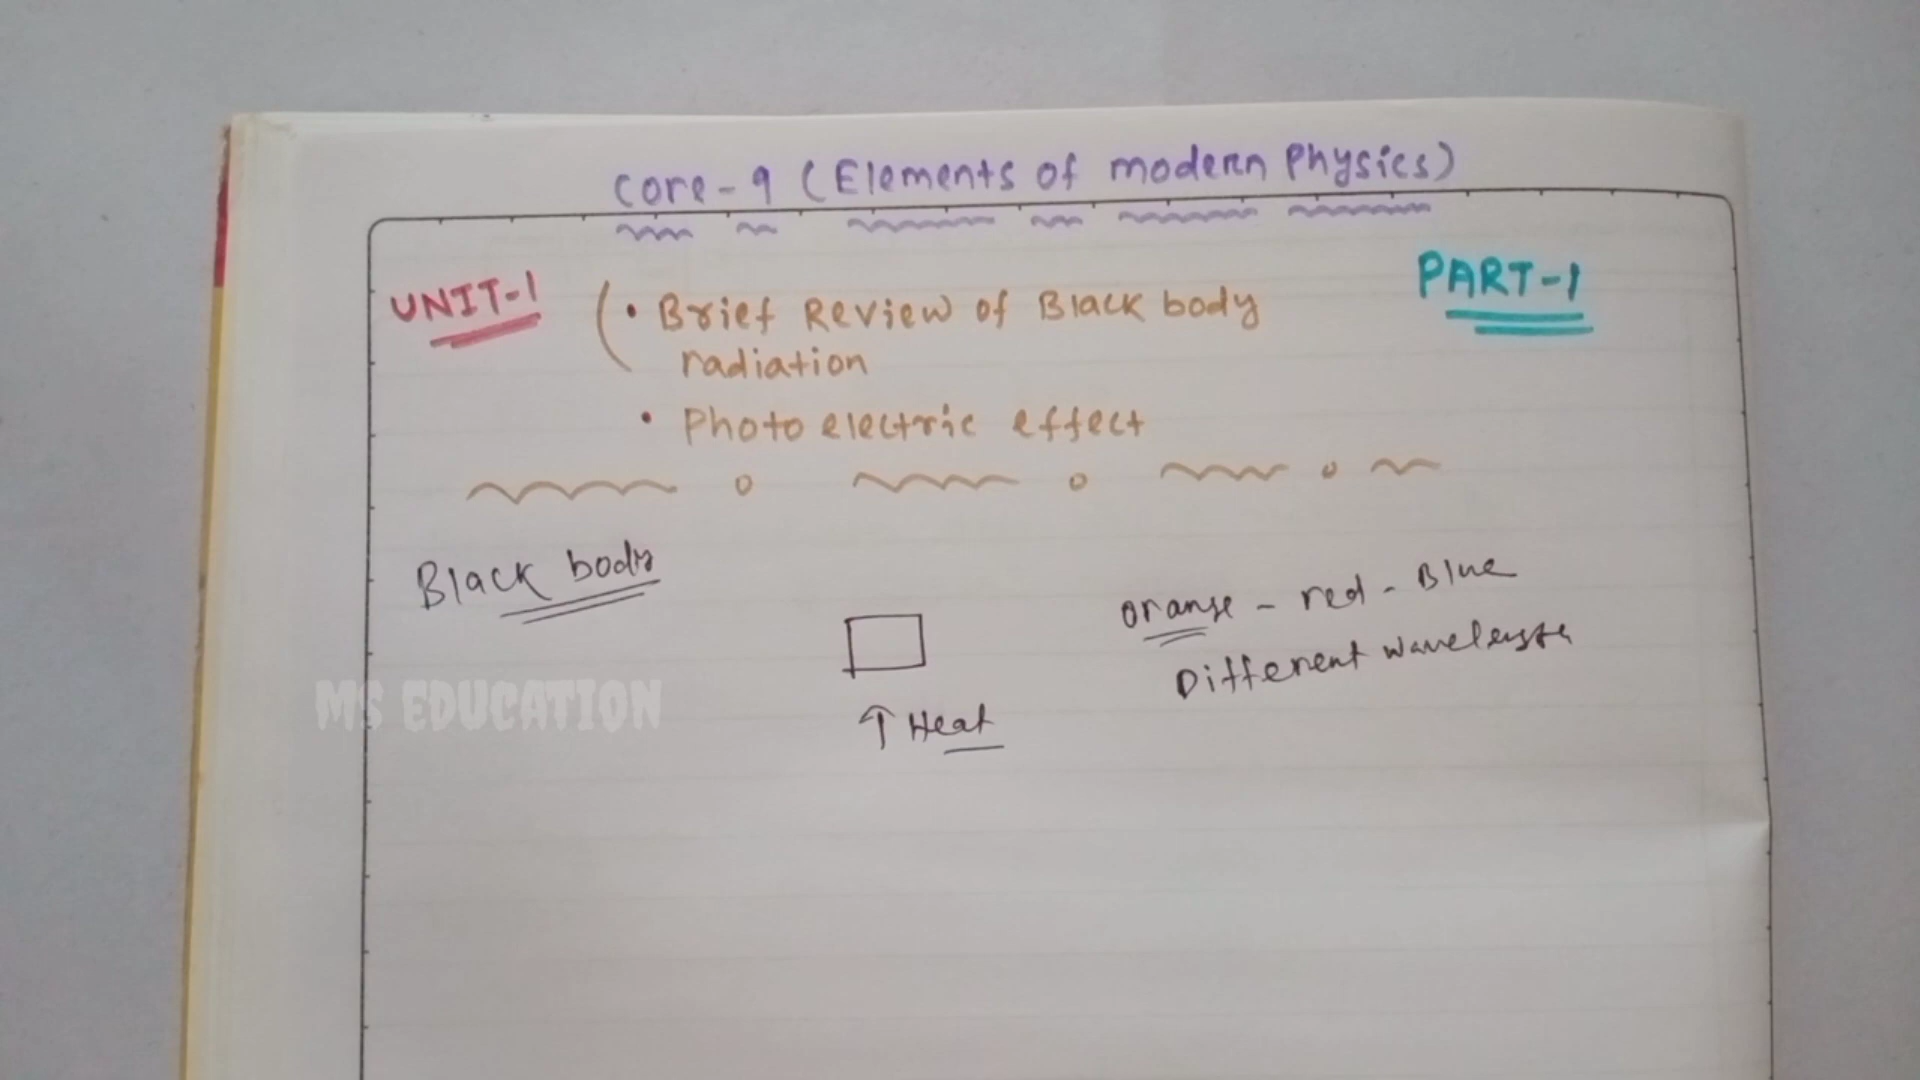 core-9 (Elements of modern Physics)
UNIT-1
PART-1
(• Brief Review of Black body
radiation
• Photo electric effect
Black body
orange - red - Blue
Different wavelength
↑ Heat
MS EDUCATION